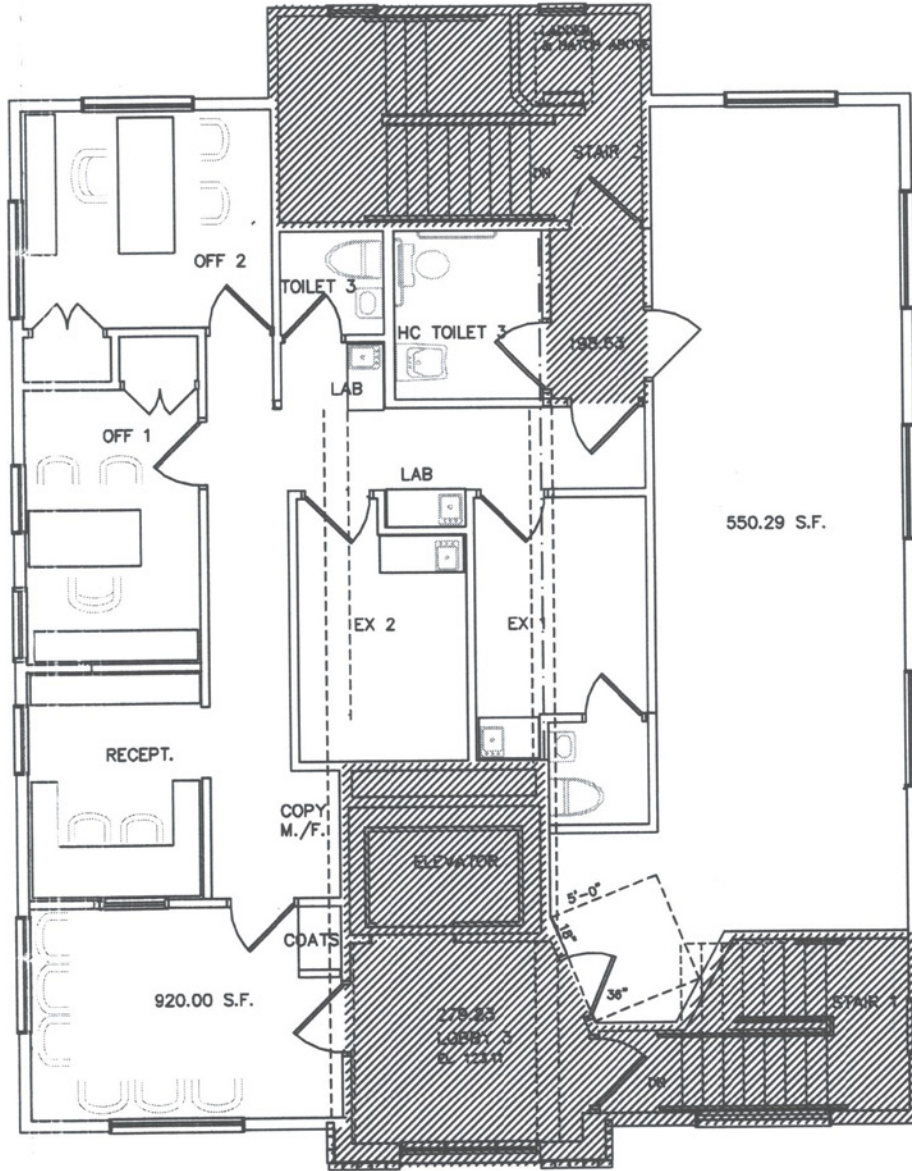 LADDER
& HATCH ABOVE
STAIR 2
DN
OFF 2
TOILET 3
HC TOILET 3
LAB
OFF 1
LAB
550.29 S.F.
EX 2
EX 1
RECEPT.
COPY
M./F.
ELEVATOR
5'-0"
18"
COATS
36"
920.00 S.F.
LOBBY 3
STAIR 1
DN